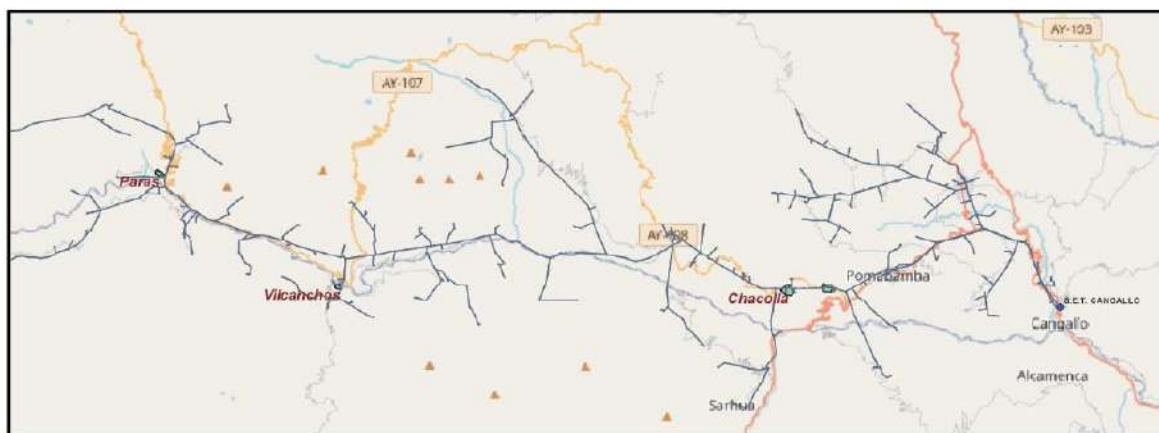 AY-103
AY-107
Paras
AY-108
Pomabamba
Vilcanchos
Chacolla
S.E.T. CANGALLO
Cangallo
Alcamenca
Sarhua